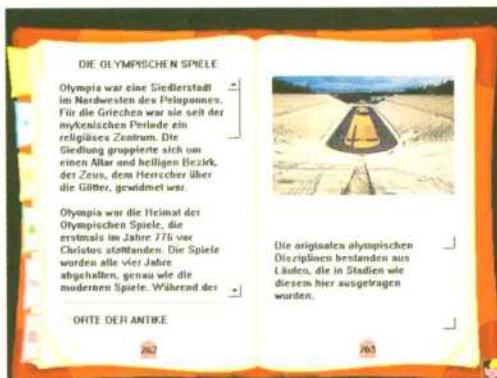 DIE OLYMPISCHEN SPIELE
Olympia war eine Siedlerstadt
im Nordwesten des Peloponnes.
Für die Griechen war sie seit der
mykenischen Periode ein
religiöses Zentrum. Die
Siedlung gruppierte sich um
einen Altar und heiligen Bezirk,
der Zeus, dem Herrscher über
die Götter, gewidmet war.
Olympia war die Heimat der
Olympischen Spiele, die
erstmals im Jahre 776 vor
Christus stattfanden. Die Spiele
wurden alle vier Jahre
abgehalten, genau wie die
modernen Spiele. Während der
ORTE DER ANTIKE
262
Die originalen olympischen
Disziplinen bestanden aus
Läufen, die in Stadien wie
diesem hier ausgetragen
wurden.
263